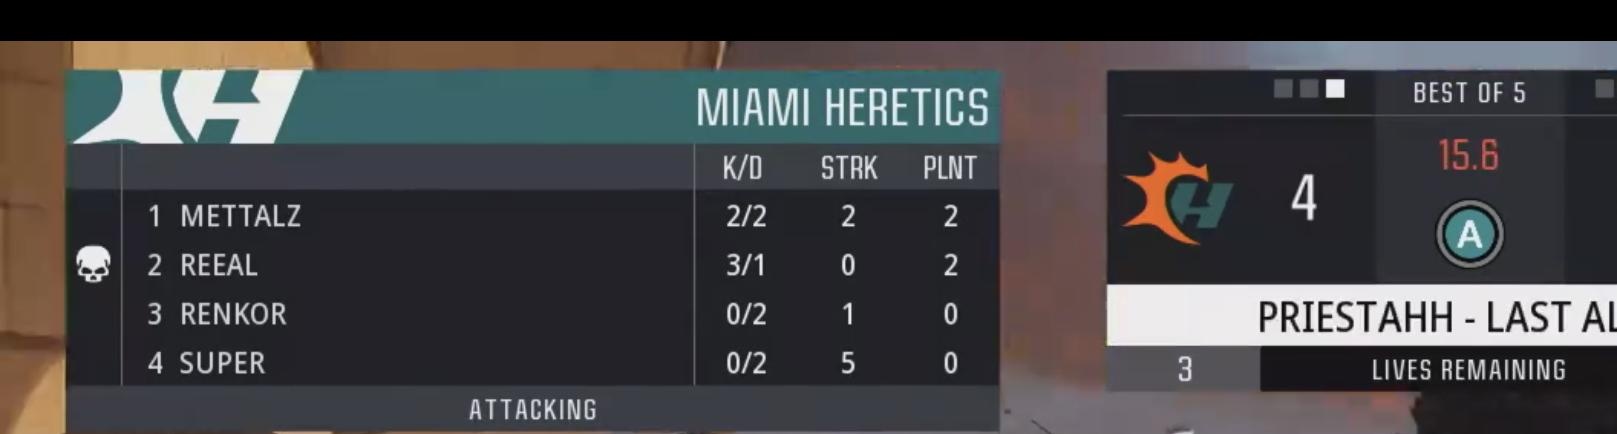 MIAMI HERETICS
K/D STRK PLNT
1 METTALZ 2/2 2 2
2 REEAL 3/1 0 2
3 RENKOR 0/2 1 0
4 SUPER 0/2 5 0
ATTACKING
BEST OF 5
15.6
4
A
PRIESTAHH - LAST AL
3 LIVES REMAINING